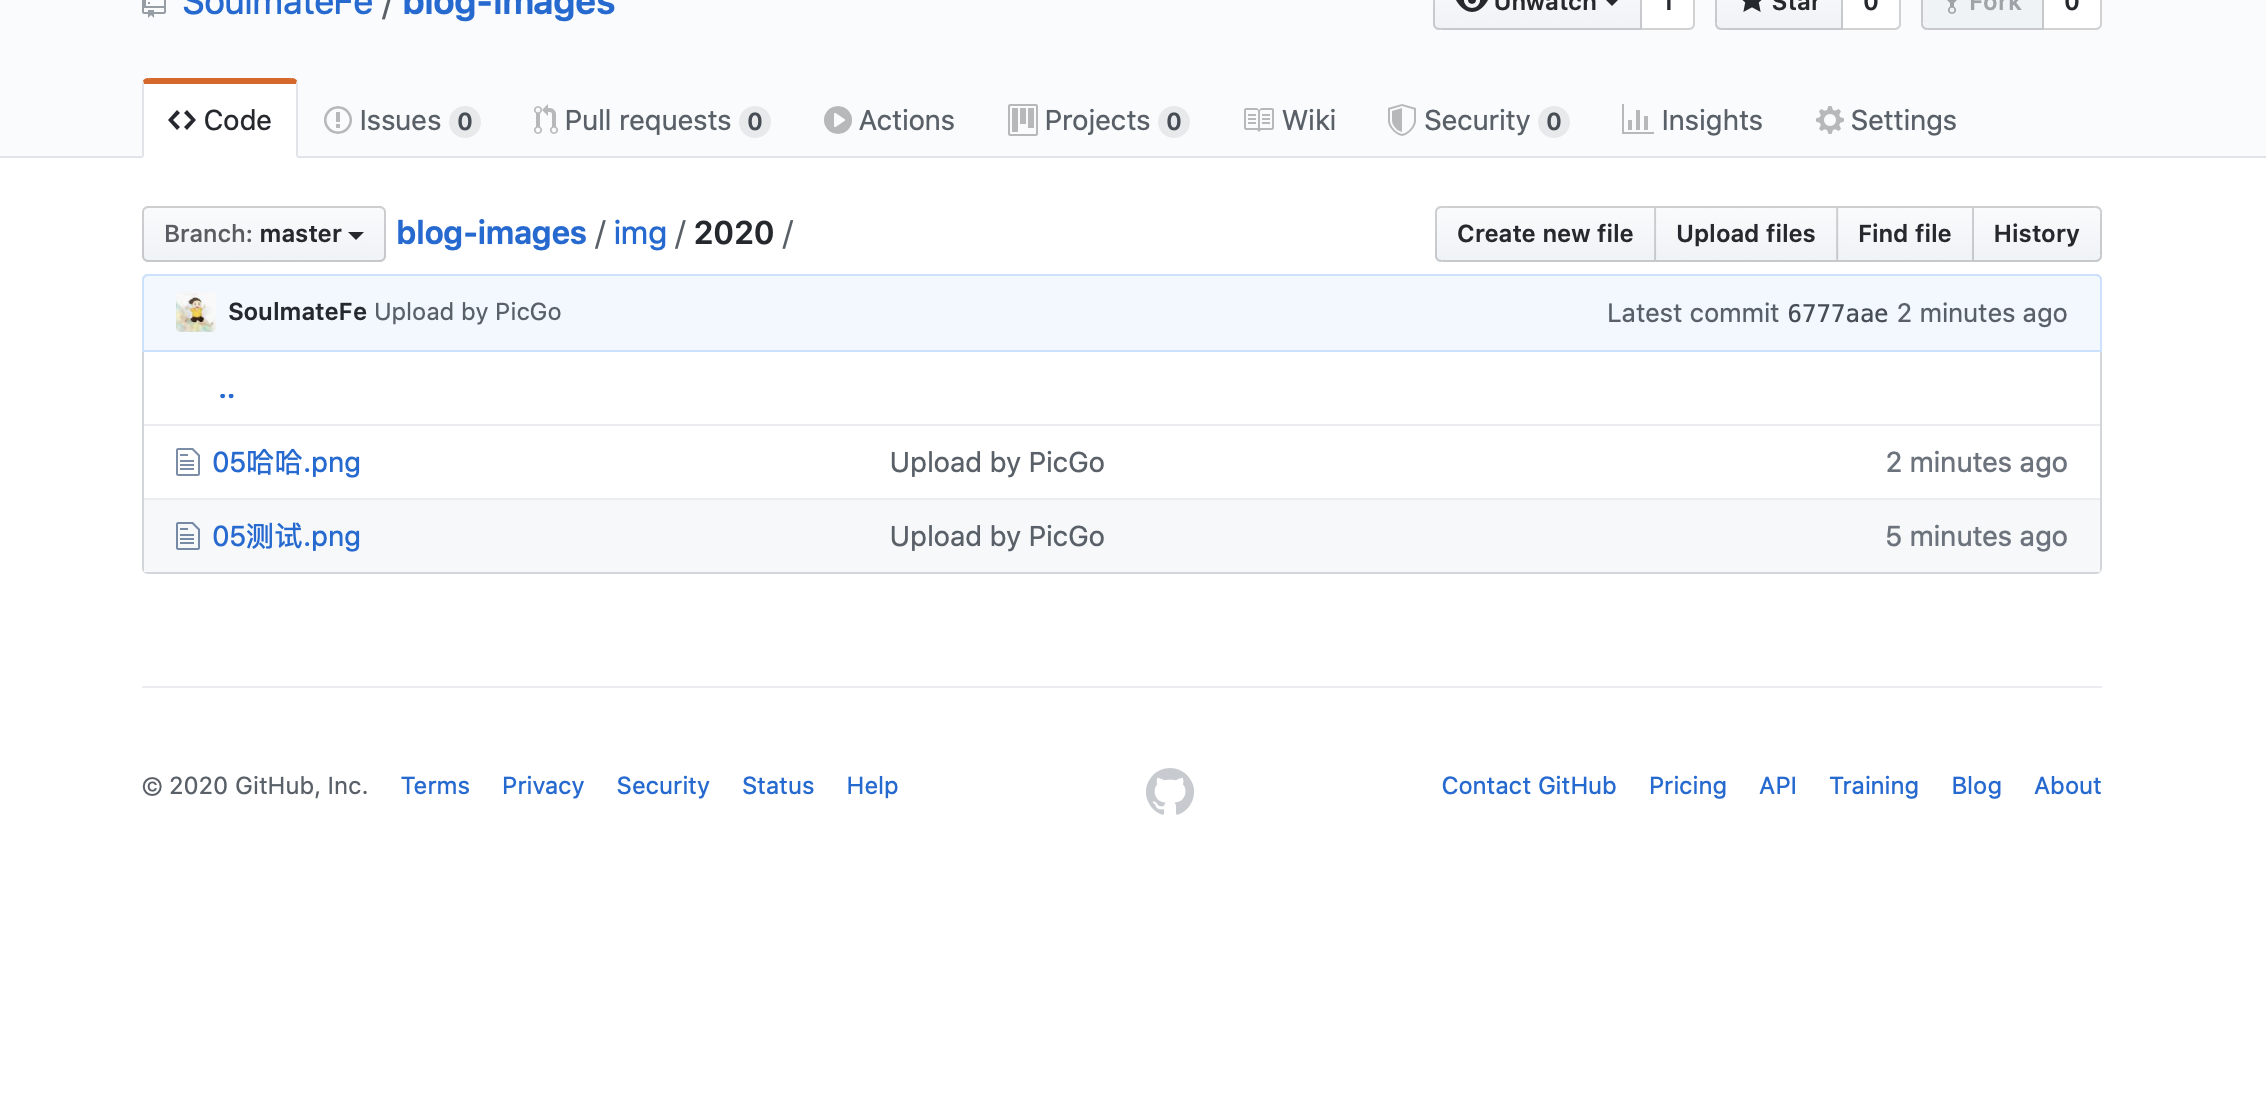 SoulmateFe / blog-images Unwatch 1 Star 0 Fork 0
Code Issues 0 Pull requests 0 Actions Projects 0 Wiki Security 0 Insights Settings
Branch: master blog-images / img / 2020 / Create new file Upload files Find file History
SoulmateFe Upload by PicGo Latest commit 6777aae 2 minutes ago
..
05哈哈.png Upload by PicGo 2 minutes ago
05测试.png Upload by PicGo 5 minutes ago
© 2020 GitHub, Inc. Terms Privacy Security Status Help Contact GitHub Pricing API Training Blog About